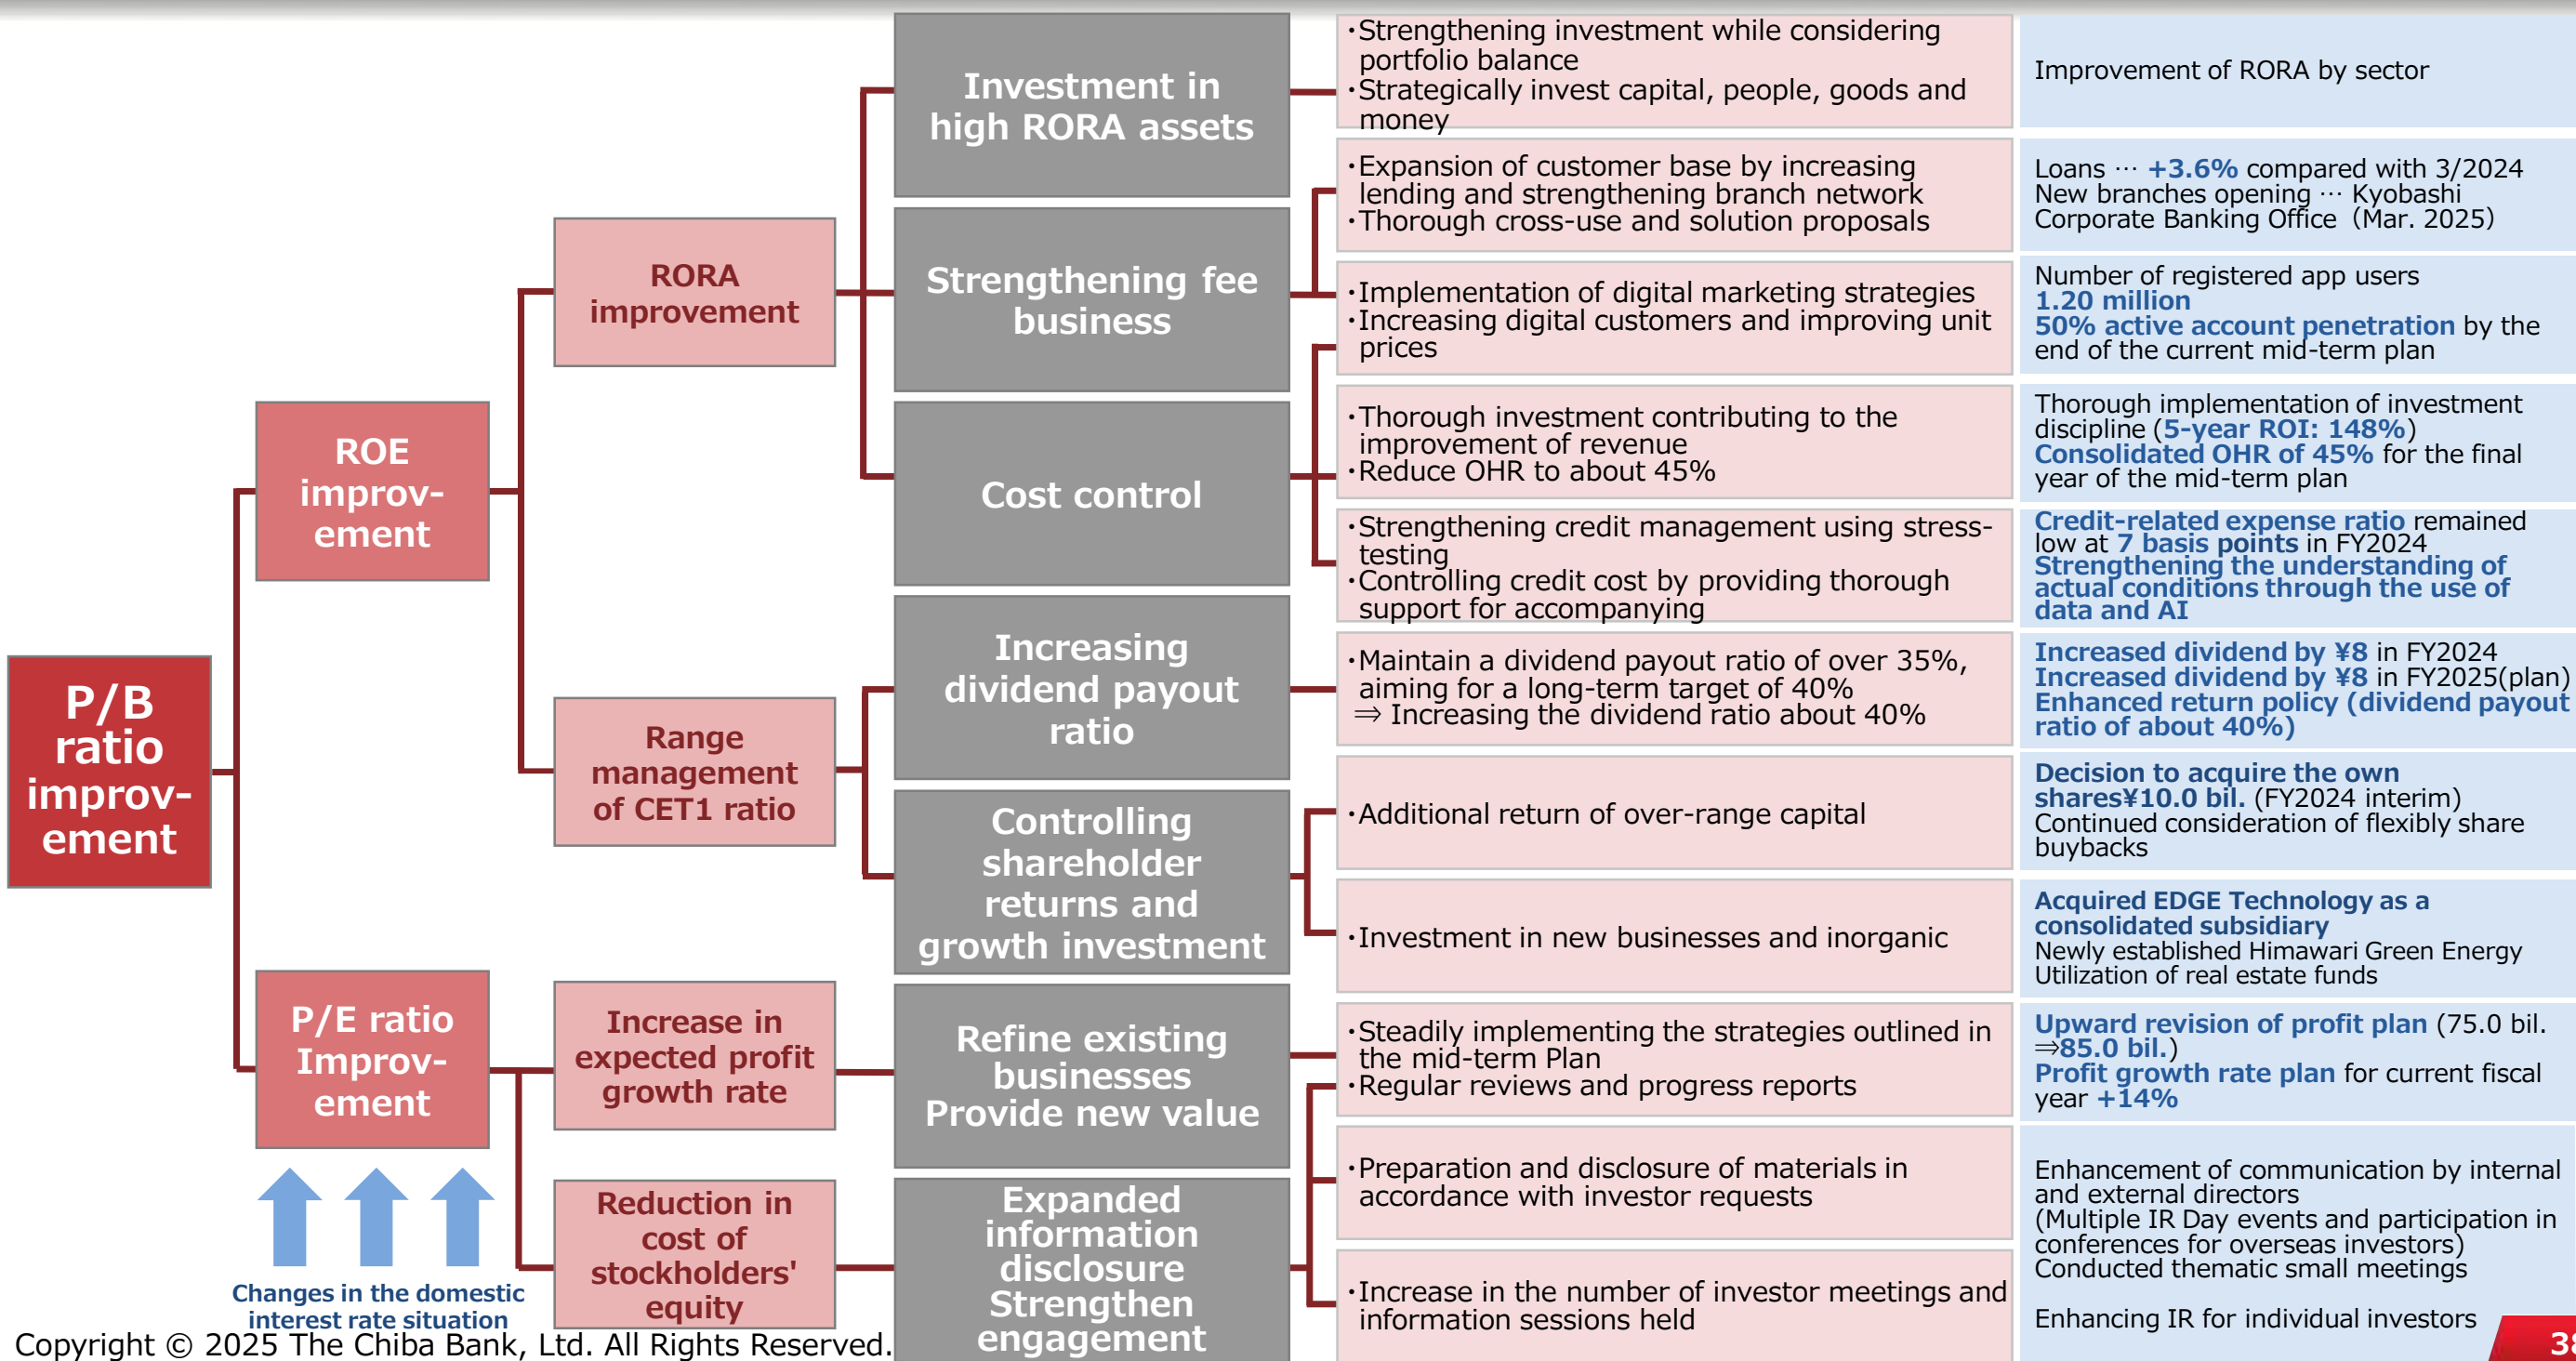 P/B
ratio
improv-
ement
ROE
improv-
ement
P/E ratio
Improv-
ement
Changes in the domestic
interest rate situation
RORA
improvement
Range
management
of CET1 ratio
Increase in
expected profit
growth rate
Reduction in
cost of
stockholders'
equity
Investment in
high RORA assets
Strengthening fee
business
Cost control
Increasing
dividend payout
ratio
Controlling
shareholder
returns and
growth investment
Refine existing
businesses
Provide new value
Expanded
information
disclosure
Strengthen
engagement
・Strengthening investment while considering
portfolio balance
・Strategically invest capital, people, goods and
money
Improvement of RORA by sector
・Expansion of customer base by increasing
lending and strengthening branch network
・Thorough cross-use and solution proposals
Loans … +3.6% compared with 3/2024
New branches opening … Kyobashi
Corporate Banking Office（Mar. 2025）
・Implementation of digital marketing strategies
・Increasing digital customers and improving unit
prices
Number of registered app users
1.20 million
50% active account penetration by the
end of the current mid-term plan
・Thorough investment contributing to the
improvement of revenue
・Reduce OHR to about 45%
Thorough implementation of investment
discipline (5-year ROI: 148%)
Consolidated OHR of 45% for the final
year of the mid-term plan
・Strengthening credit management using stress-
testing
・Controlling credit cost by providing thorough
support for accompanying
Credit-related expense ratio remained
low at 7 basis points in FY2024
Strengthening the understanding of
actual conditions through the use of
data and AI
・Maintain a dividend payout ratio of over 35%,
aiming for a long-term target of 40%
⇒ Increasing the dividend ratio about 40%
Increased dividend by ¥8 in FY2024
Increased dividend by ¥8 in FY2025(plan)
Enhanced return policy (dividend payout
ratio of about 40%)
・Additional return of over-range capital
Decision to acquire the own
shares¥10.0 bil. (FY2024 interim)
Continued consideration of flexibly share
buybacks
・Investment in new businesses and inorganic
Acquired EDGE Technology as a
consolidated subsidiary
Newly established Himawari Green Energy
Utilization of real estate funds
・Steadily implementing the strategies outlined in
the mid-term Plan
・Regular reviews and progress reports
Upward revision of profit plan (75.0 bil.
⇒85.0 bil.)
Profit growth rate plan for current fiscal
year +14%
・Preparation and disclosure of materials in
accordance with investor requests
・Increase in the number of investor meetings and
information sessions held
Enhancement of communication by internal
and external directors
(Multiple IR Day events and participation in
conferences for overseas investors)
Conducted thematic small meetings
Enhancing IR for individual investors
Copyright © 2025 The Chiba Bank, Ltd. All Rights Reserved.
38